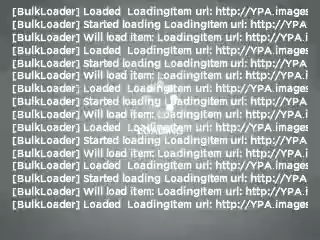 [BulkLoader] Loaded LoadingItem url: http://YPA.images
[BulkLoader] Started loading LoadingItem url: http://YPA
[BulkLoader] Will load item: LoadingItem url: http://YPA.i
[BulkLoader] Loaded LoadingItem url: http://YPA.images
[BulkLoader] Started loading LoadingItem url: http://YPA
[BulkLoader] Will load item: LoadingItem url: http://YPA.i
[BulkLoader] Loaded LoadingItem url: http://YPA.images
[BulkLoader] Started loading LoadingItem url: http://YPA
[BulkLoader] Will load item: LoadingItem url: http://YPA.i
[BulkLoader] Loaded LoadingItem url: http://YPA.images
LOADING
[BulkLoader] Started loading LoadingItem url: http://YPA
[BulkLoader] Will load item: LoadingItem url: http://YPA.i
[BulkLoader] Loaded LoadingItem url: http://YPA.images
[BulkLoader] Started loading LoadingItem url: http://YPA
[BulkLoader] Will load item: LoadingItem url: http://YPA.i
[BulkLoader] Loaded LoadingItem url: http://YPA.images